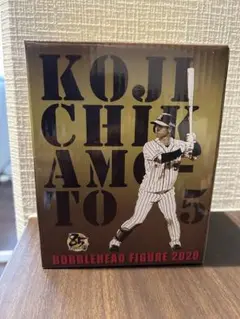 KOJI
CHIK
AMO-
TO 5
BOBBLEHEAD FIGURE 2020